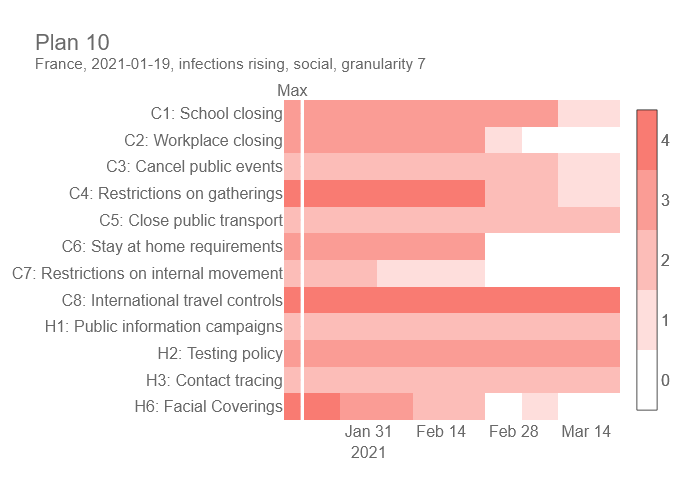 Plan 10
France, 2021-01-19, infections rising, social, granularity 7
Max
C1: School closing
C2: Workplace closing
C3: Cancel public events
C4: Restrictions on gatherings
C5: Close public transport
C6: Stay at home requirements
C7: Restrictions on internal movement
C8: International travel controls
H1: Public information campaigns
H2: Testing policy
H3: Contact tracing
H6: Facial Coverings
4
3
2
1
0
Jan 31 Feb 14 Feb 28 Mar 14
2021